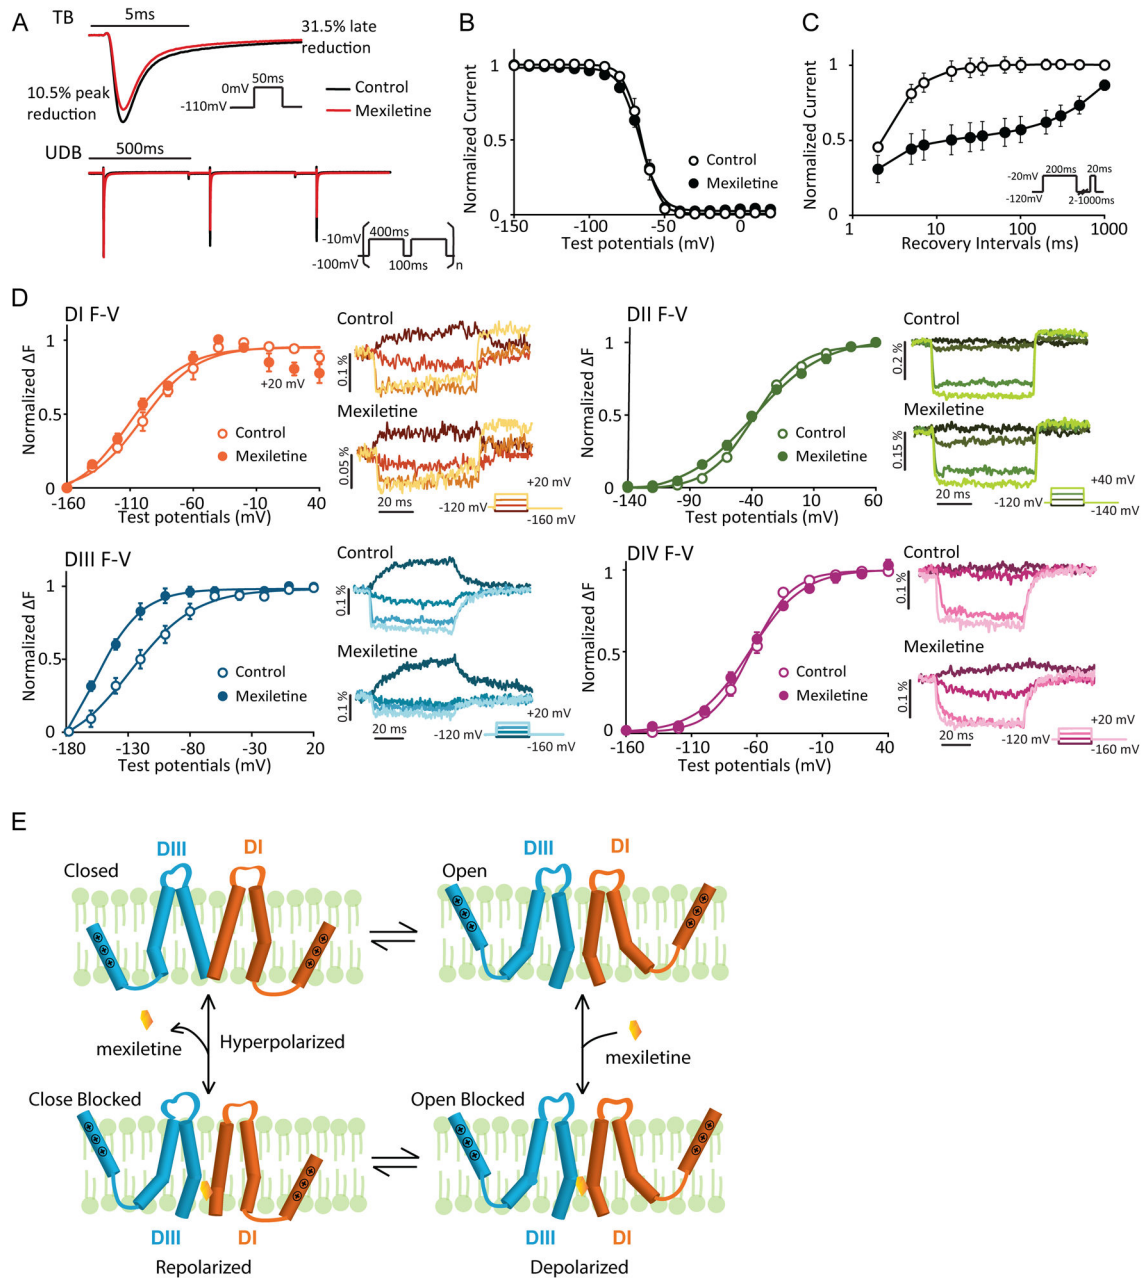 A
TB
5ms
31.5% late
reduction
10.5% peak
reduction
0mV
50ms
-110mV
Control
Mexiletine
UDB
500ms
-10mV
400ms
-100mV
100ms
n
B
Normalized Current
1
0.5
0
Control
Mexiletine
-150
-100
-50
0
Test potentials (mV)
C
Normalized Current
1
0.5
0
Control
Mexiletine
-20mV
200ms
20ms
-120mV
2-1000ms
1
10
100
1000
Recovery Intervals (ms)
D
DI F-V
Normalized ΔF
1
0.5
0
+20 mV
Control
Mexiletine
-160
-110
-60
-10
40
Test potentials (mV)
Control
0.1 %
Mexiletine
0.05 %
20 ms
+20 mV
-120 mV
-160 mV
DII F-V
Normalized ΔF
1
0.5
0
Control
Mexiletine
-140
-90
-40
10
60
Test potentials (mV)
Control
0.2 %
Mexiletine
0.15 %
20 ms
+40 mV
-120 mV
-140 mV
DIII F-V
Normalized ΔF
1
0.5
0
Control
Mexiletine
-180
-130
-80
-30
20
Test potentials (mV)
Control
0.1 %
Mexiletine
0.1 %
20 ms
+20 mV
-120 mV
-160 mV
DIV F-V
Normalized ΔF
1
0.5
0
Control
Mexiletine
-160
-110
-60
-10
40
Test potentials (mV)
Control
0.1 %
Mexiletine
0.1 %
20 ms
+20 mV
-120 mV
-160 mV
E
Closed
DIII
DI
Open
DIII
DI
mexiletine
Hyperpolarized
mexiletine
Close Blocked
Open Blocked
DIII
DI
DIII
DI
Repolarized
Depolarized